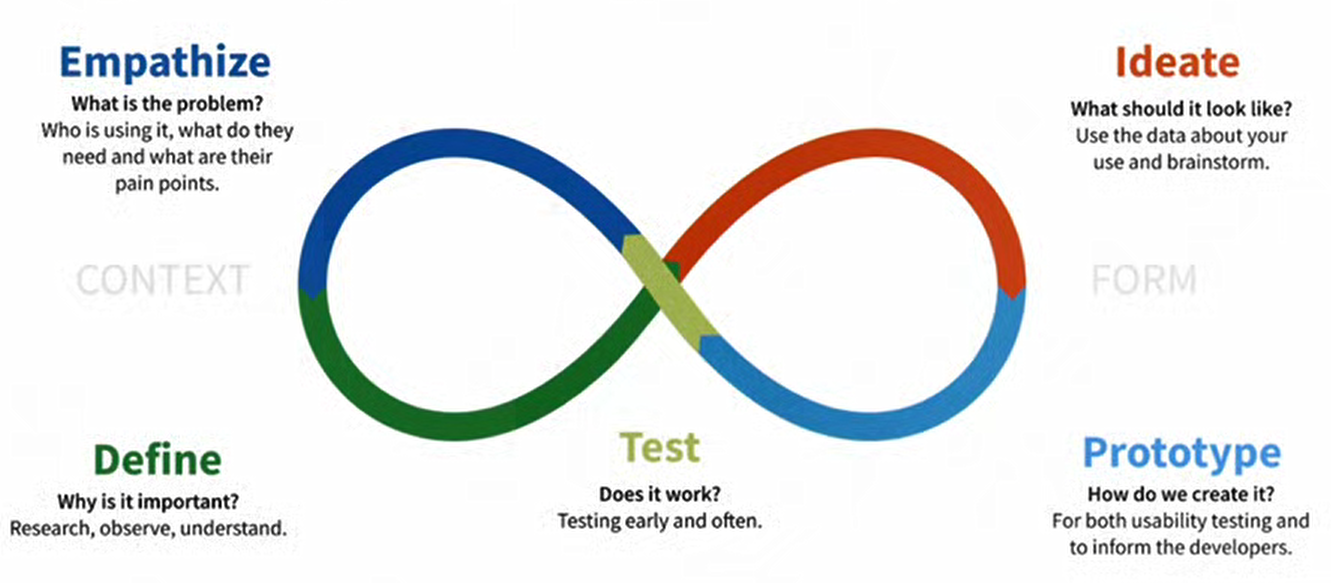 Empathize
What is the problem?
Who is using it, what do they
need and what are their
pain points.
Ideate
What should it look like?
Use the data about your
use and brainstorm.
CONTEXT
FORM
Define
Why is it important?
Research, observe, understand.
Test
Does it work?
Testing early and often.
Prototype
How do we create it?
For both usability testing and
to inform the developers.